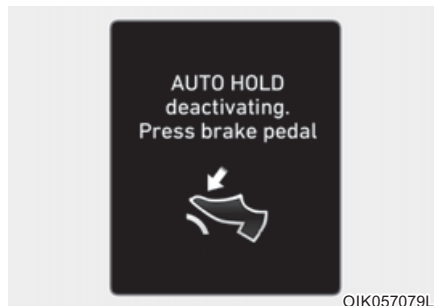 AUTO HOLD
deactivating.
Press brake pedal
OIK057079L